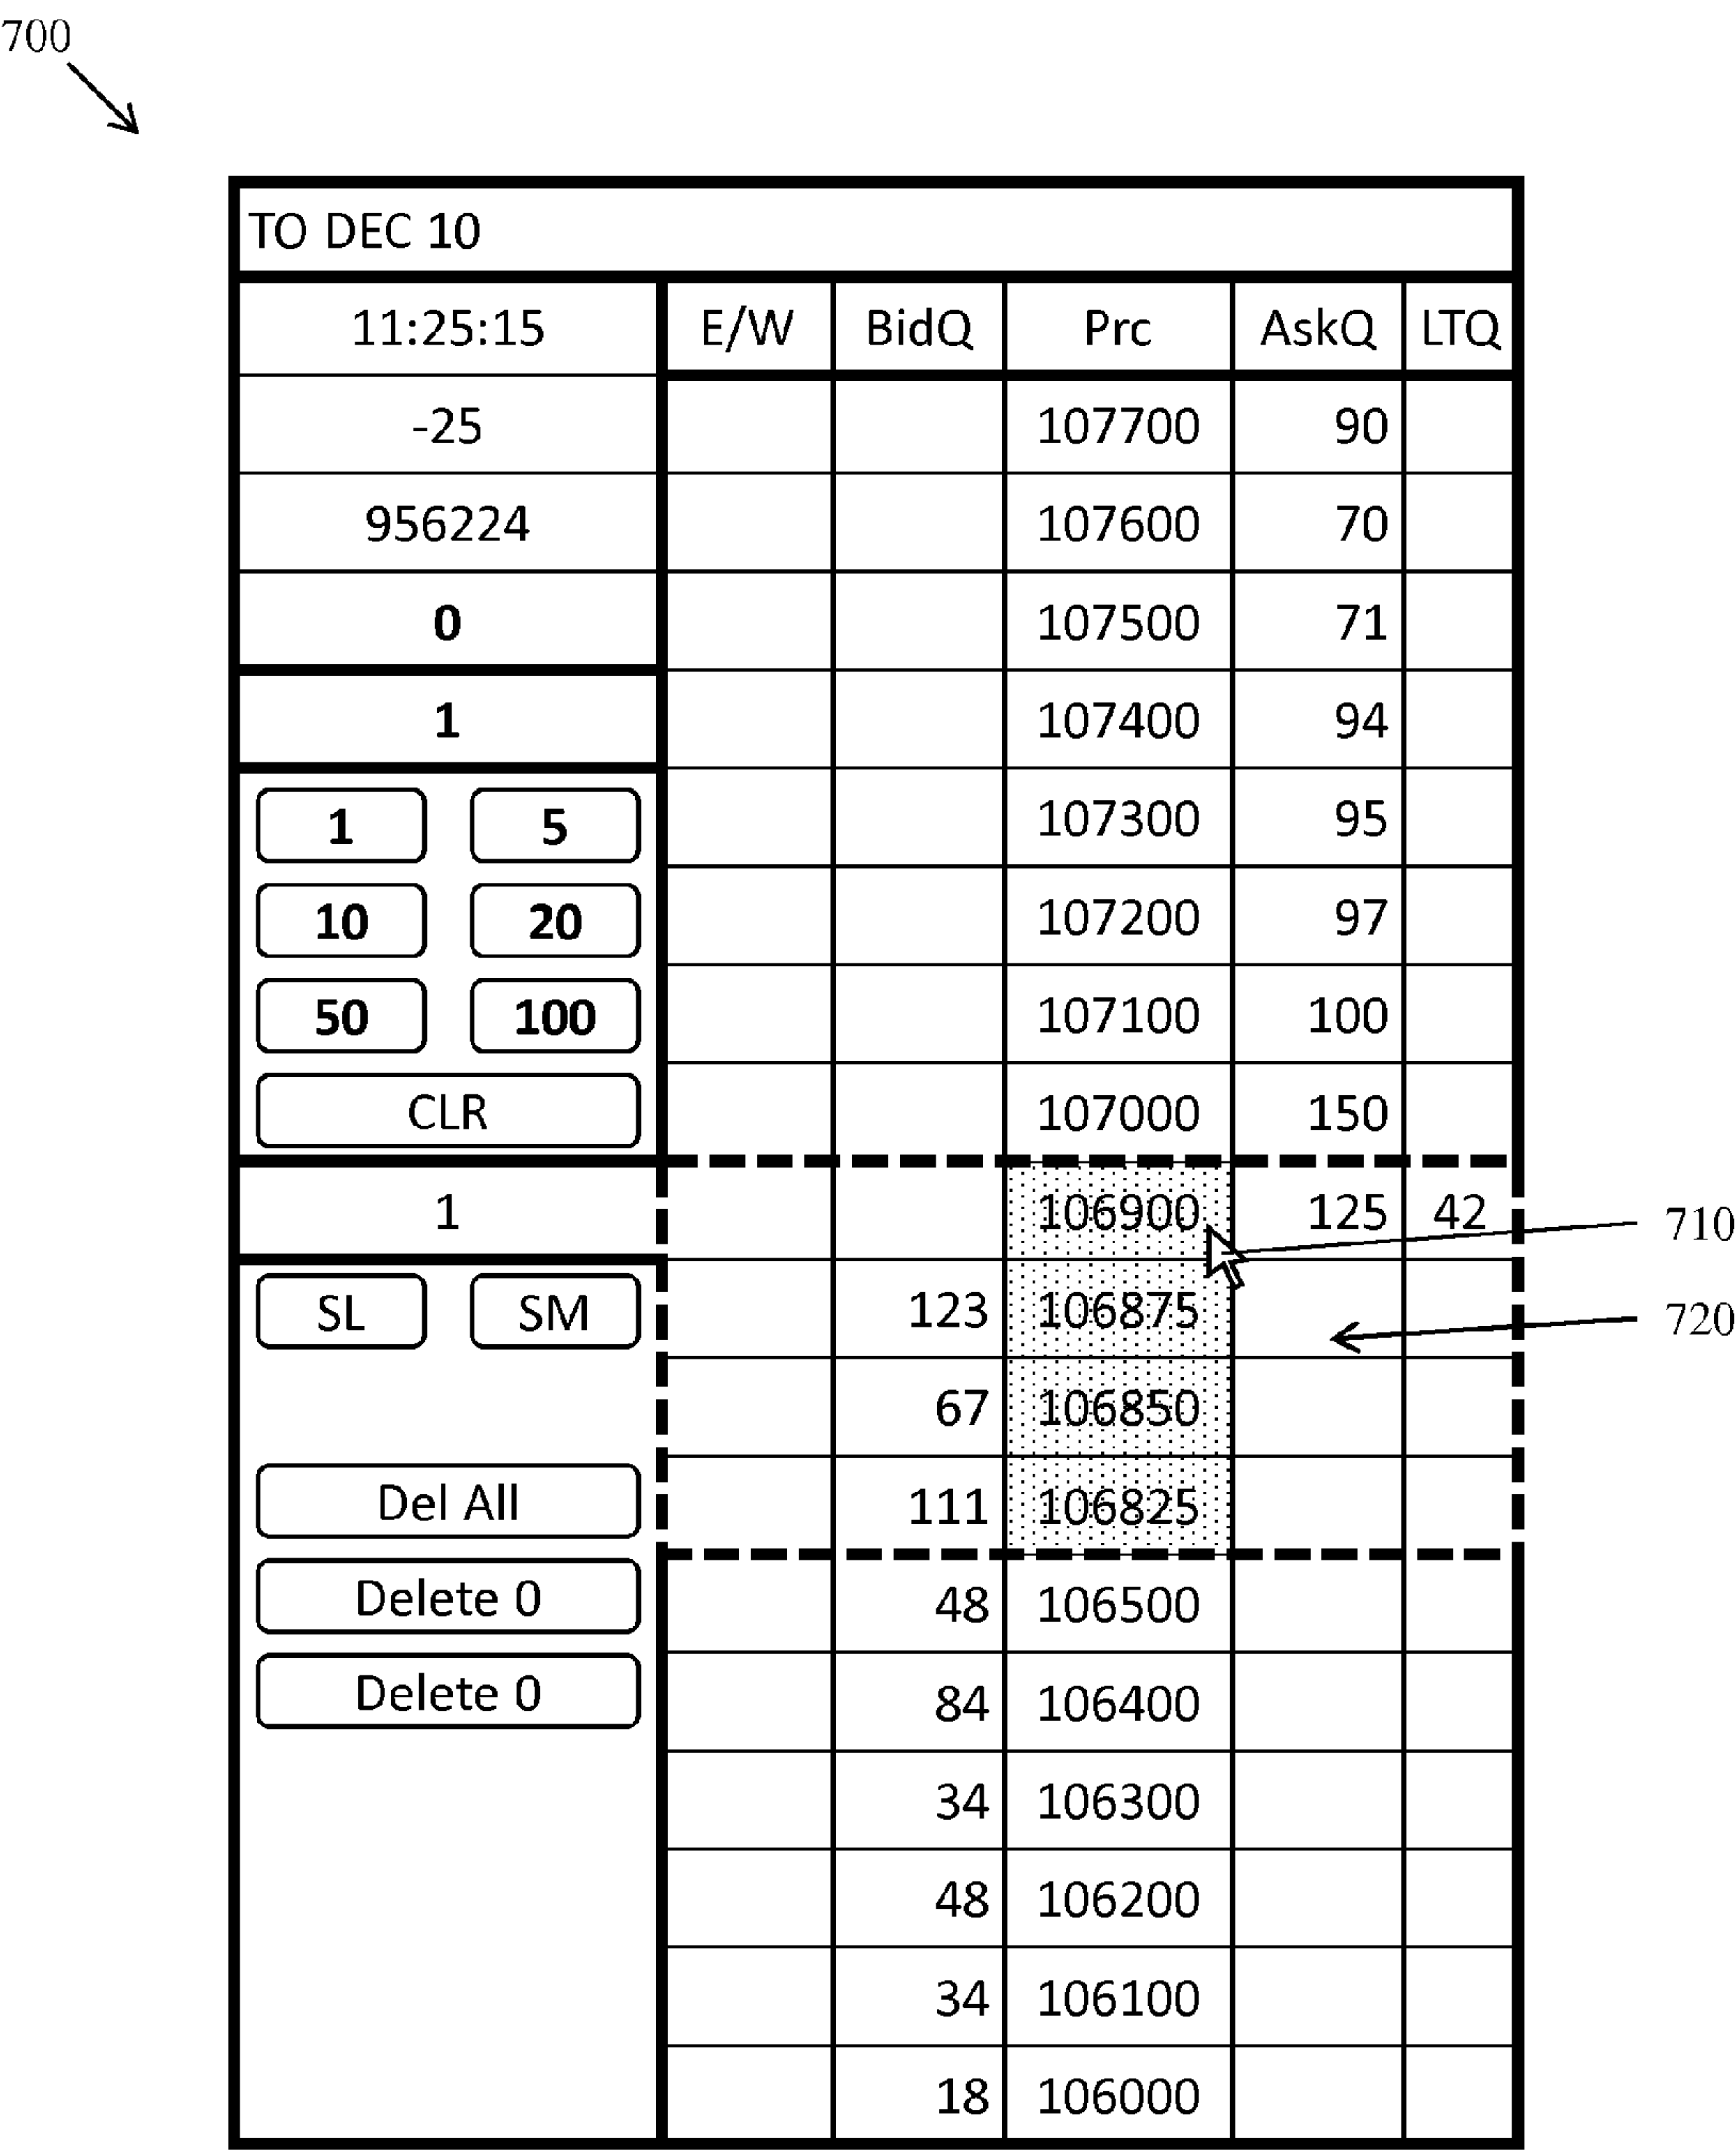 700
TO DEC 10
11:25:15 E/W BidQ Prc AskQ LTQ
-25 107700 90
956224 107600 70
0 107500 71
1 107400 94
1 5 107300 95
10 20 107200 97
50 100 107100 100
CLR 107000 150
1 106900 125 42 710
SL SM 123 106875 720
67 106850
Del All 111 106825
Delete 0 48 106500
Delete 0 84 106400
34 106300
48 106200
34 106100
18 106000